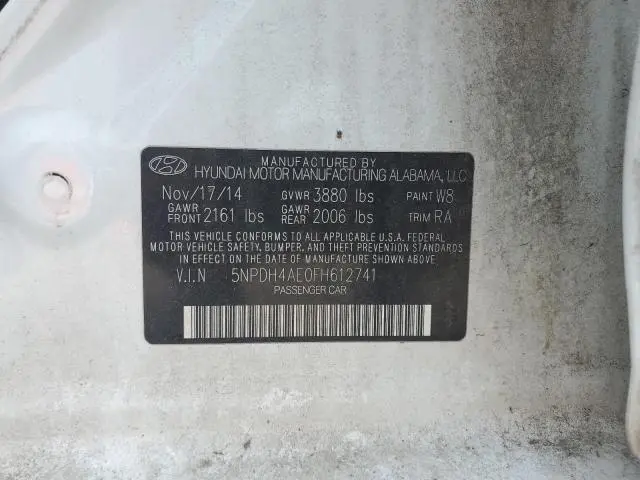 MANUFACTURED BY
HYUNDAI MOTOR MANUFACTURING ALABAMA, LLC
Nov/17/14 GVWR 3880 lbs PAINT W8
GAWR FRONT 2161 lbs GAWR REAR 2006 lbs TRIM RA
THIS VEHICLE CONFORMS TO ALL APPLICABLE U.S.A. FEDERAL
MOTOR VEHICLE SAFETY, BUMPER, AND THEFT PREVENTION STANDARDS
IN EFFECT ON THE DATE OF MANUFACTURE SHOWN ABOVE.
V.I.N 5NPDH4AE0FH612741
PASSENGER CAR